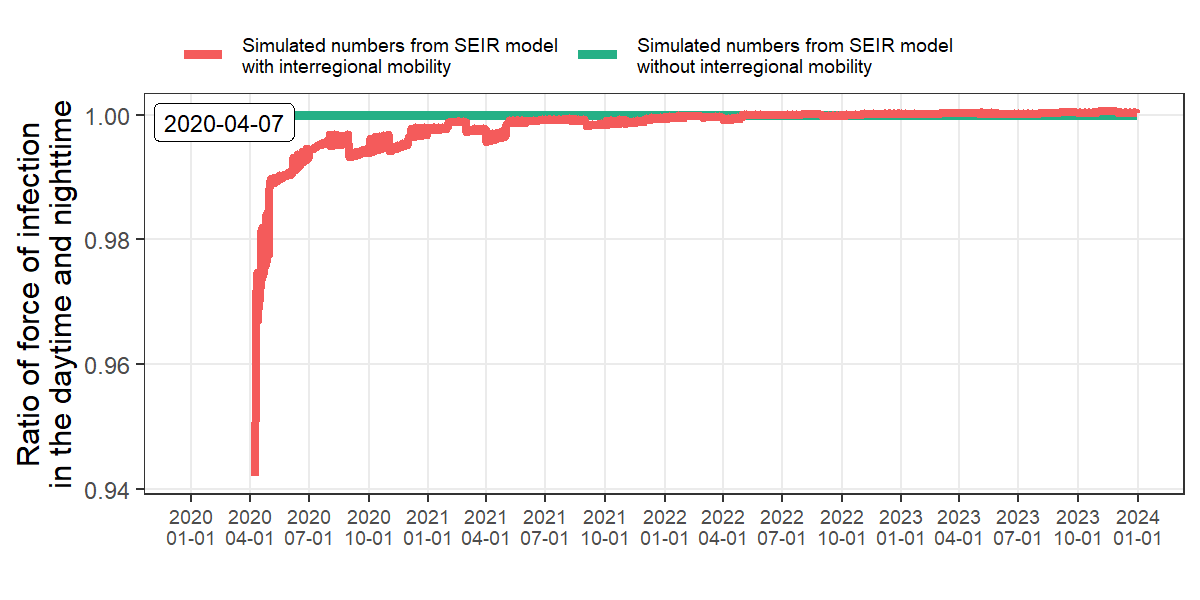 Simulated numbers from SEIR model
with interregional mobility
Simulated numbers from SEIR model
without interregional mobility
Ratio of force of infection
in the daytime and nighttime
1.00
0.98
0.96
0.94
2020-04-07
2020 2020 2020 2020 2021 2021 2021 2021 2022 2022 2022 2022 2023 2023 2023 2023 2024
01-01 04-01 07-01 10-01 01-01 04-01 07-01 10-01 01-01 04-01 07-01 10-01 01-01 04-01 07-01 10-01 01-01